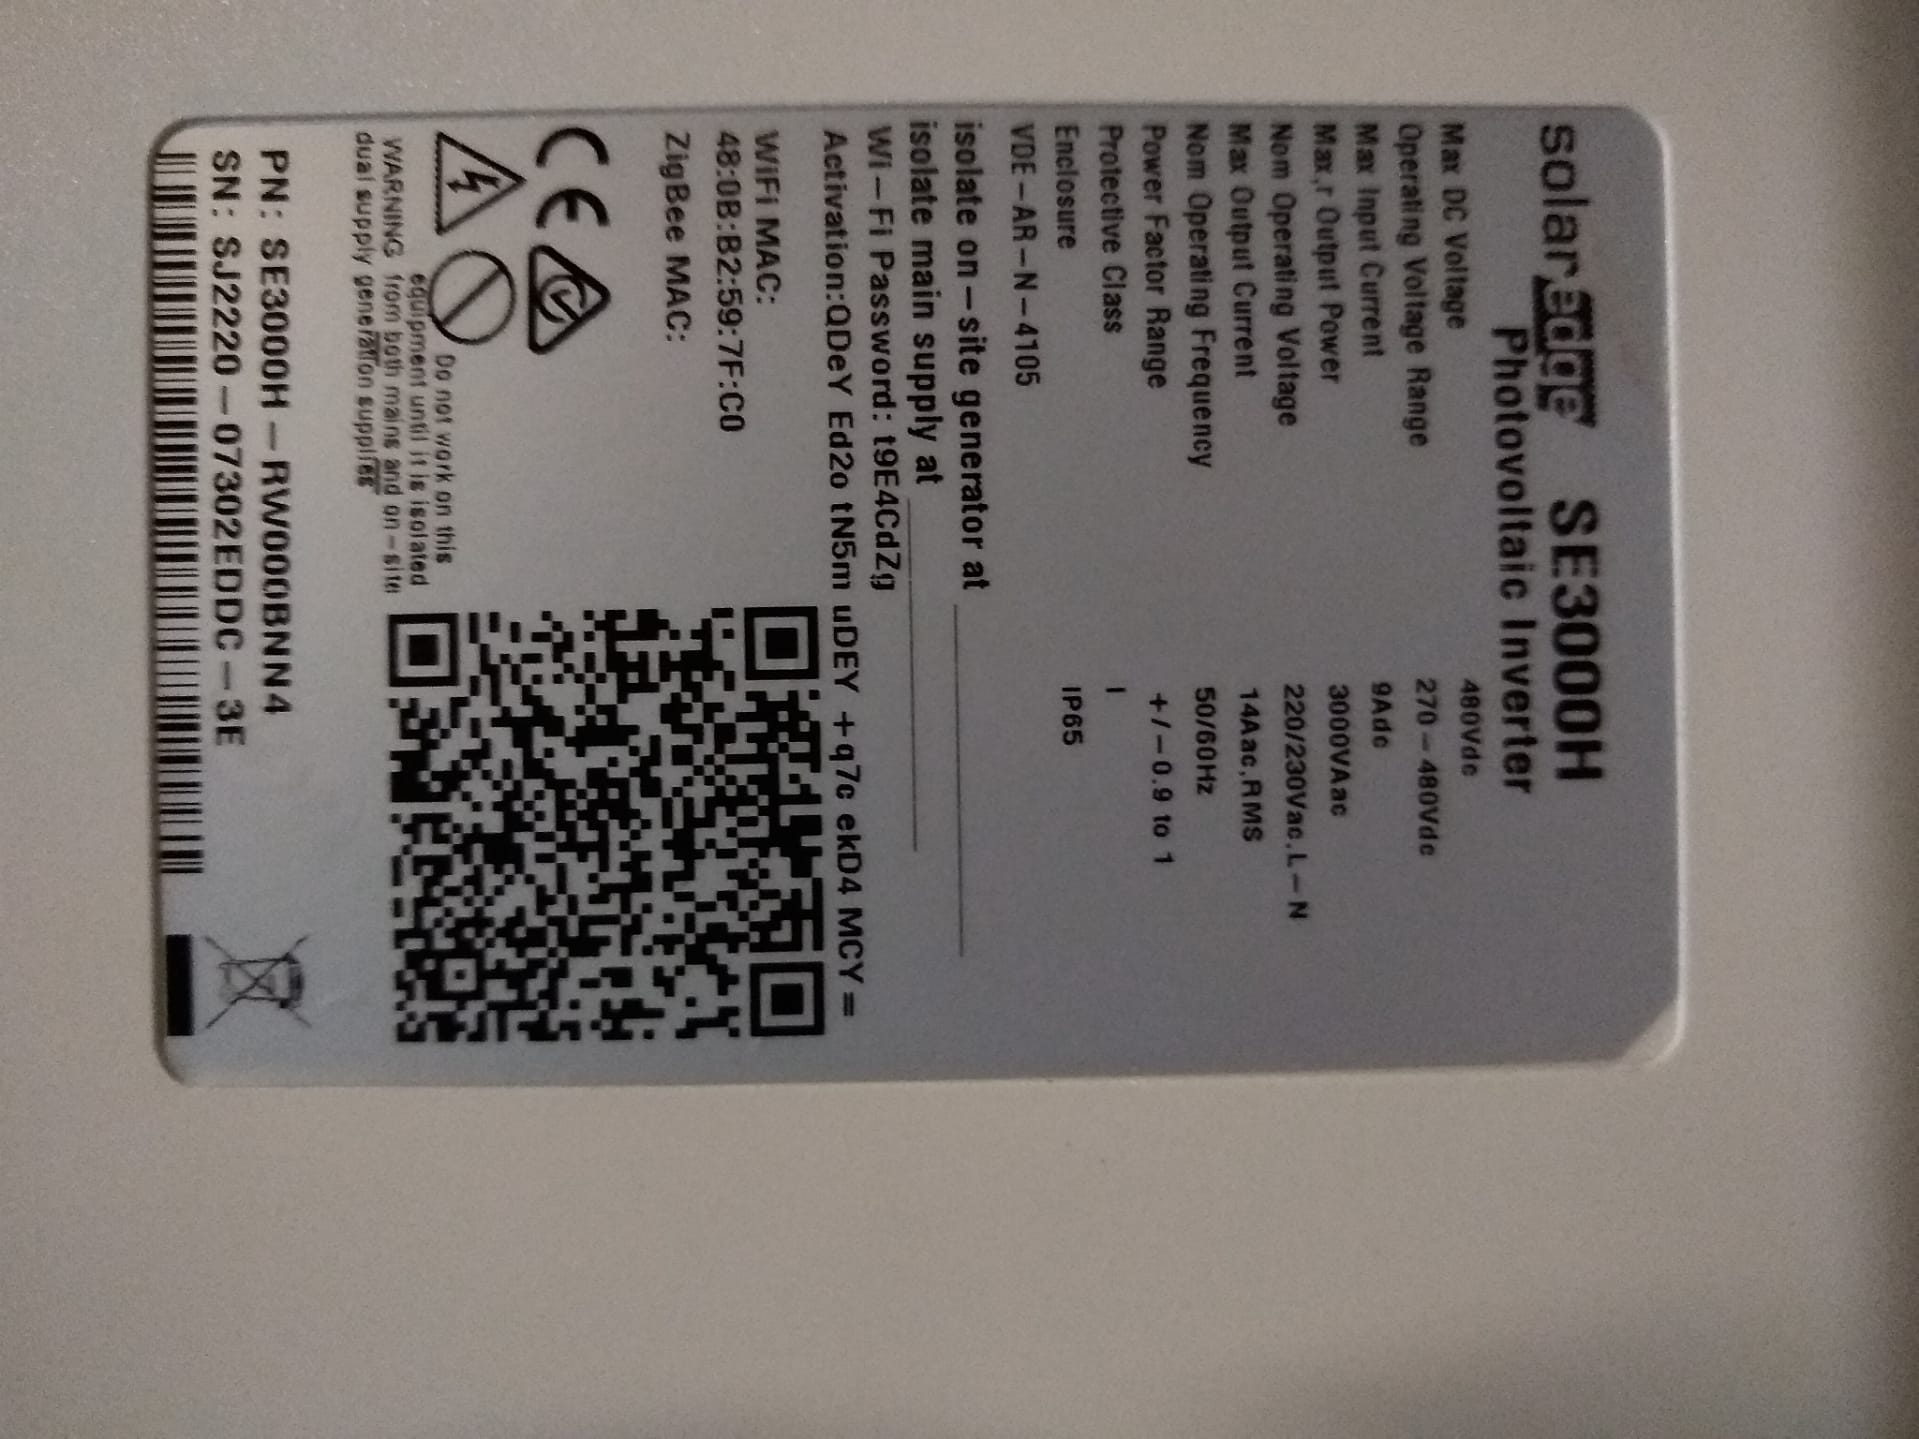 solaredge SE3000H
Photovoltaic Inverter
Max DC Voltage 480Vdc
Operating Voltage Range 270-480Vdc
Max Input Current 9Adc
Max,r Output Power 3000VAac
Nom Operating Voltage 220/230Vac,L-N
Max Output Current 14Aac,RMS
Nom Operating Frequency 50/60Hz
Power Factor Range +/-0.9 to 1
Protective Class I
Enclosure IP65
VDE-AR-N-4105
isolate on-site generator at
isolate main supply at
Wi-Fi Password: t9E4CdZg
Activation:QDeY Ed2o tN5m uDEY +q7c ekD4 MCY=
WiFi MAC:
48:0B:B2:59:7F:C0
ZigBee MAC:
CE
Do not work on this
equipment until it is isolated
WARNING from both mains and on-site
dual supply generation supplies
PN: SE3000H-RW000BNN4
SN: SJ2220-07302EDDC-3E